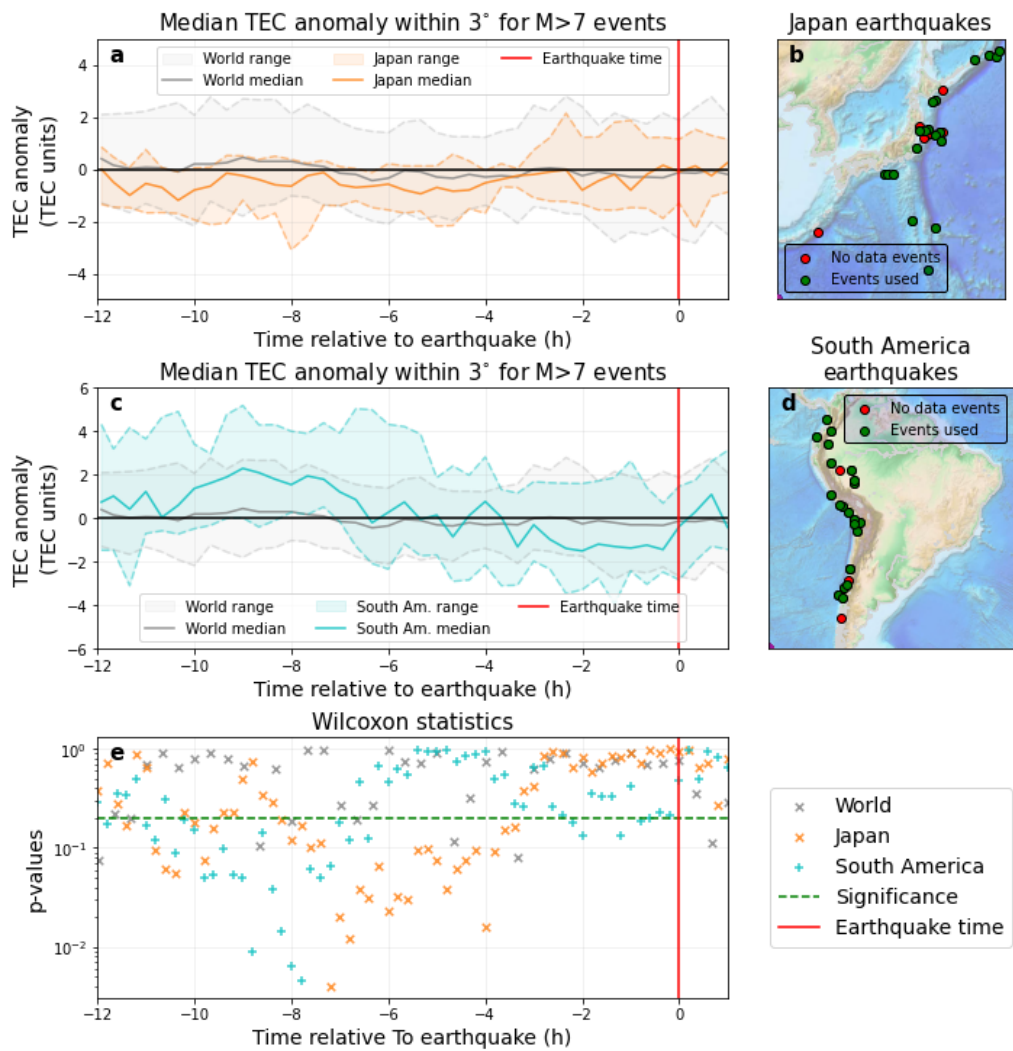 Median TEC anomaly within 3° for M>7 events
a
World range
World median
Japan range
Japan median
Earthquake time
4
2
0
−2
−4
TEC anomaly
(TEC units)
−12
−10
−8
−6
−4
−2
0
Time relative to earthquake (h)
Japan earthquakes
b
No data events
Events used
Median TEC anomaly within 3° for M>7 events
c
6
4
2
0
−2
−4
−6
TEC anomaly
(TEC units)
World range
World median
South Am. range
South Am. median
Earthquake time
−12
−10
−8
−6
−4
−2
0
Time relative to earthquake (h)
South America
earthquakes
d
No data events
Events used
Wilcoxon statistics
e
10⁰
10⁻¹
10⁻²
p-values
−12
−10
−8
−6
−4
−2
0
Time relative To earthquake (h)
World
Japan
South America
Significance
Earthquake time